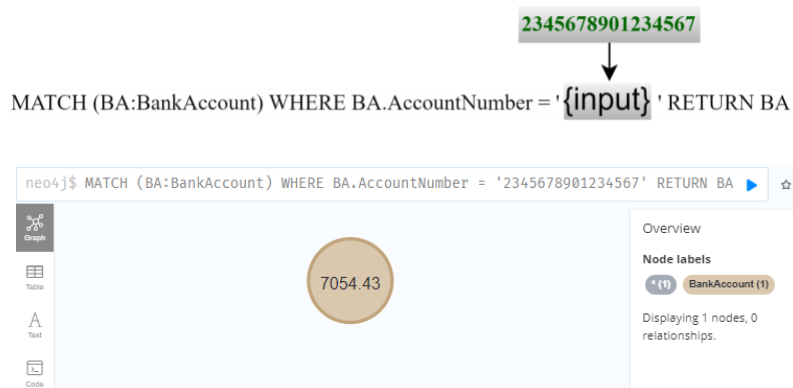 2345678901234567
MATCH (BA:BankAccount) WHERE BA.AccountNumber = '{input} ' RETURN BA
neo4j$ MATCH (BA:BankAccount) WHERE BA.AccountNumber = '2345678901234567' RETURN BA
Graph
Overview
Node labels
* (1) BankAccount (1)
7054.43
Table
Displaying 1 nodes, 0
relationships.
A
Text
Code